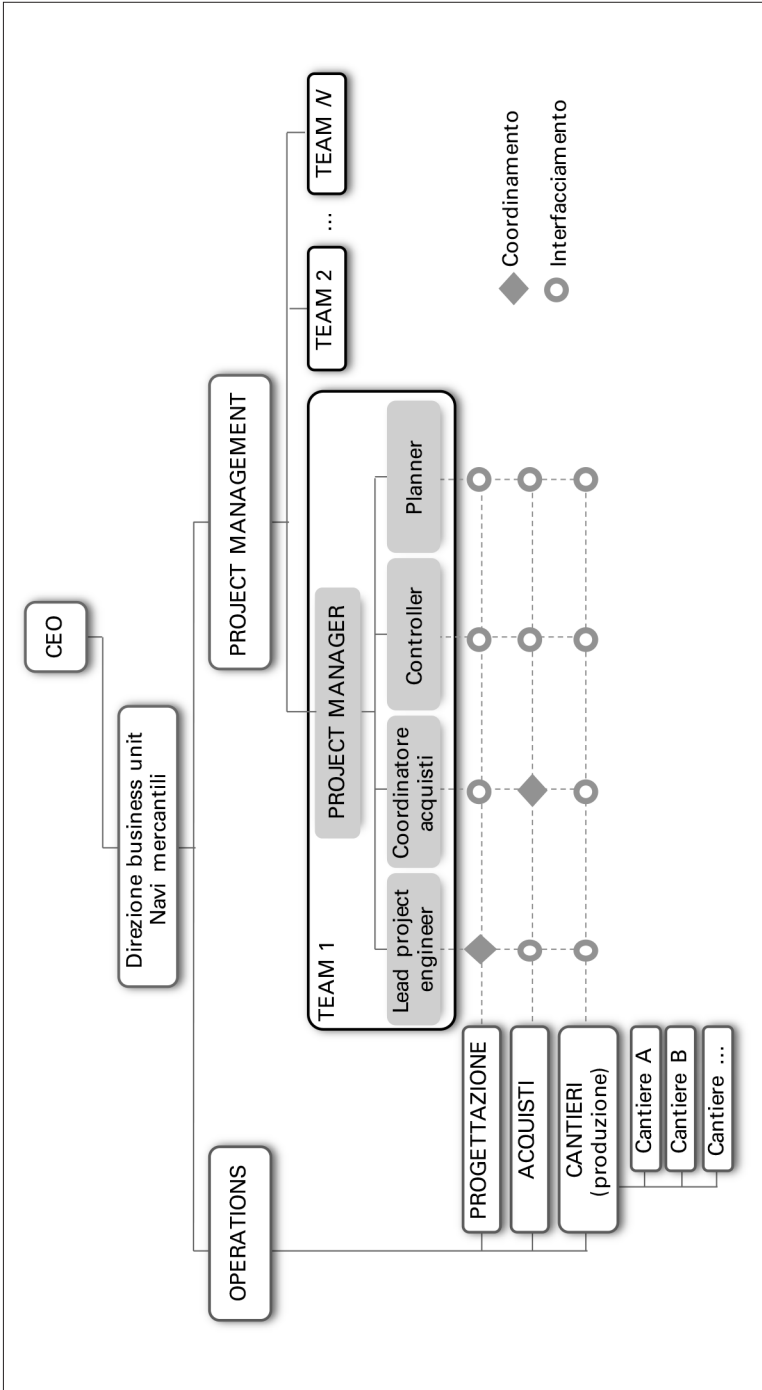 CEO
Direzione business unit
Navi mercantili
OPERATIONS
PROJECT MANAGEMENT
TEAM 1
TEAM 2
...
TEAM N
PROJECT MANAGER
Lead project
engineer
Coordinatore
acquisti
Controller
Planner
PROGETTAZIONE
ACQUISTI
CANTIERI
(produzione)
Cantiere A
Cantiere B
Cantiere ...
Coordinamento
Interfacciamento